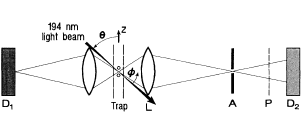 194 nm
light beam
θ
z
ϕ
D₁
Trap
L
A
P
D₂